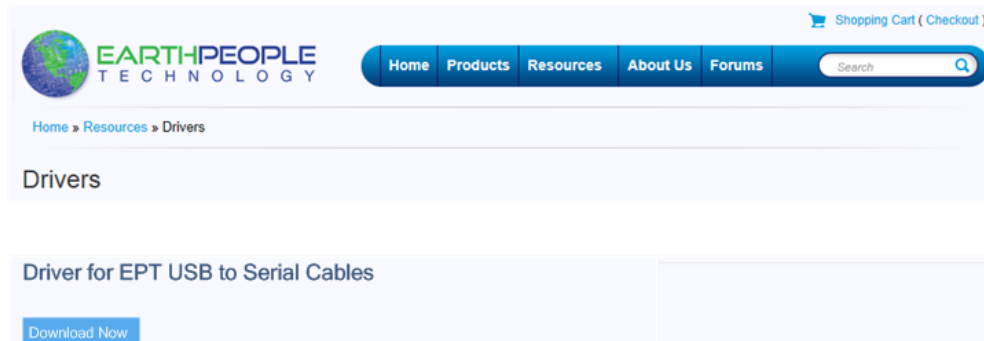 Shopping Cart ( Checkout )
EARTHPEOPLE
TECHNOLOGY
Home Products Resources About Us Forums Search
Home » Resources » Drivers
Drivers
Driver for EPT USB to Serial Cables
Download Now